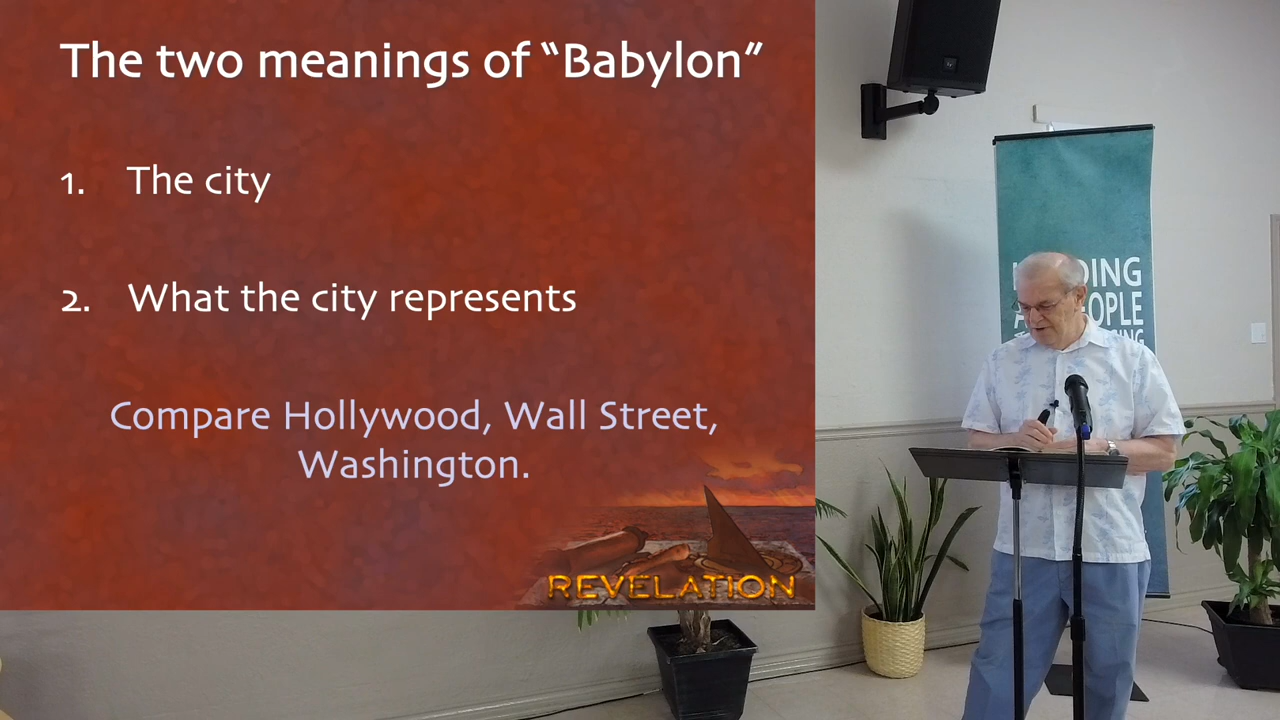 The two meanings of “Babylon”
1. The city
2. What the city represents
Compare Hollywood, Wall Street,
Washington.
REVELATION